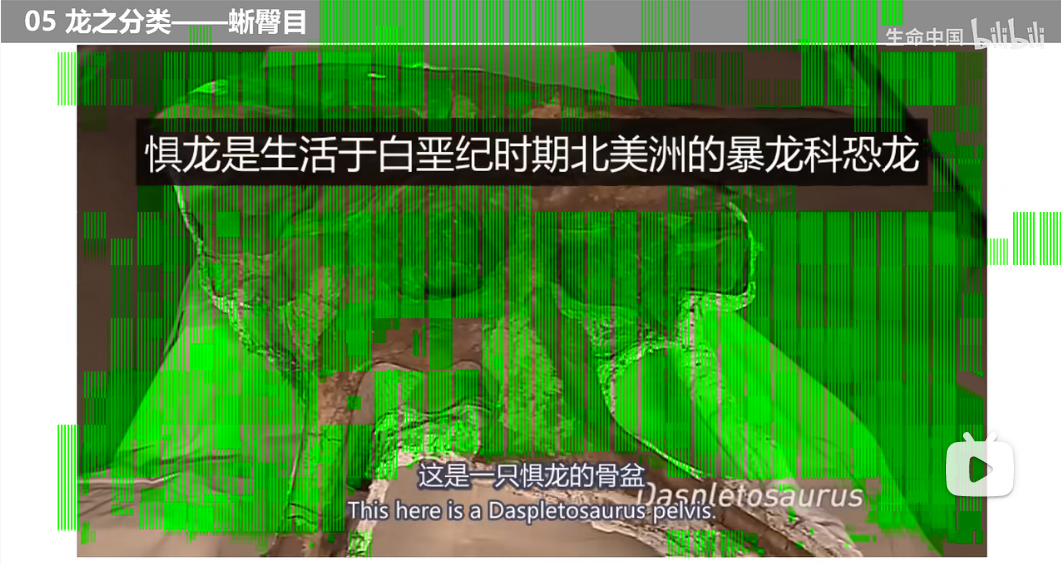 05 龙之分类——蜥臀目
生命中国 bilibili
惧龙是生活于白垩纪时期北美洲的暴龙科恐龙
这是一只惧龙的骨盆
Daspletosaurus
This here is a Daspletosaurus pelvis.